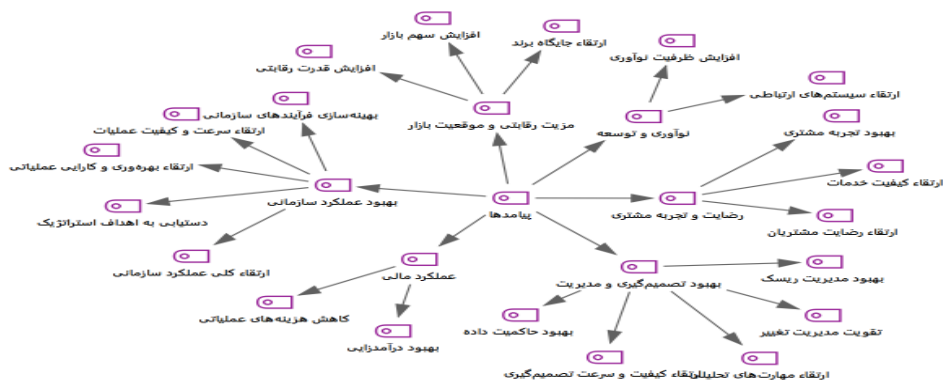 افزایش سهم بازار
ارتقاء جایگاه برند
افزایش قدرت رقابتی
افزایش ظرفیت نوآوری
ارتقاء سیستم‌های ارتباطی
بهینه‌سازی فرآیندهای سازمانی
مزیت رقابتی و موقعیت بازار
نوآوری و توسعه
ارتقاء سرعت و کیفیت عملیات
بهبود تجربه مشتری
ارتقاء بهره‌وری و کارایی عملیاتی
ارتقاء کیفیت خدمات
بهبود عملکرد سازمانی
پیامدها
رضایت و تجربه مشتری
دستیابی به اهداف استراتژیک
ارتقاء رضایت مشتریان
ارتقاء کلی عملکرد سازمانی
عملکرد مالی
بهبود تصمیم‌گیری و مدیریت
بهبود مدیریت ریسک
کاهش هزینه‌های عملیاتی
بهبود حاکمیت داده
تقویت مدیریت تغییر
بهبود درآمدزایی
ارتقاء کیفیت و سرعت تصمیم‌گیری
ارتقاء مهارت‌های تحلیلی